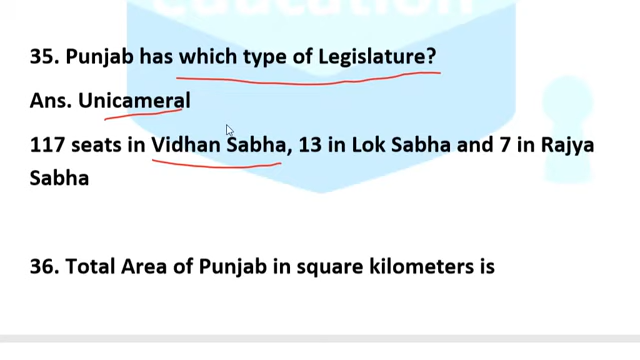 education
35. Punjab has which type of Legislature?
Ans. Unicameral
117 seats in Vidhan Sabha, 13 in Lok Sabha and 7 in Rajya
Sabha
36. Total Area of Punjab in square kilometers is